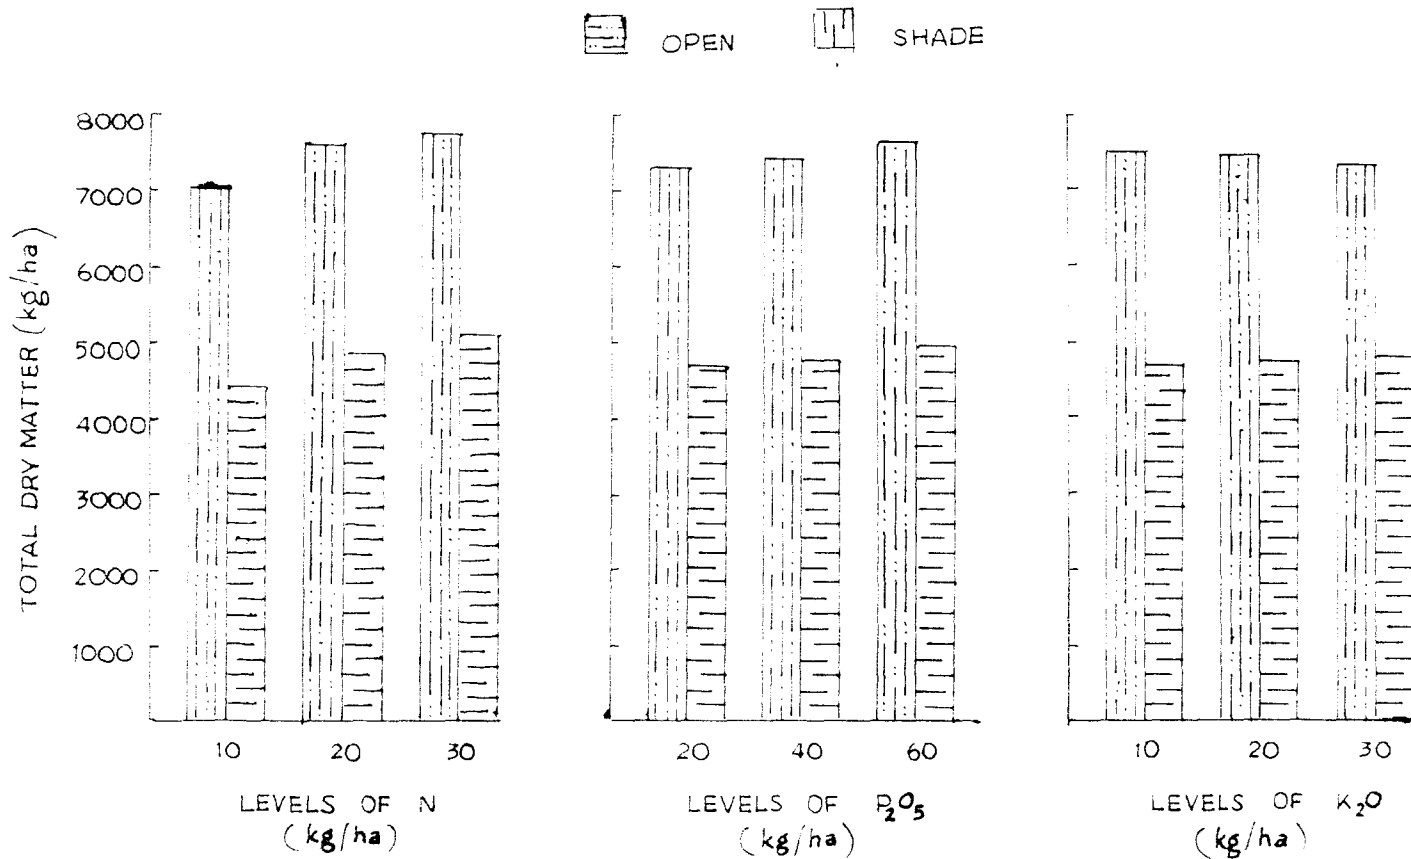 OPEN SHADE
TOTAL DRY MATTER (kg/ha)
8000
7000
6000
5000
4000
3000
2000
1000
10 20 30
LEVELS OF N
(kg/ha)
20 40 60
LEVELS OF P₂O₅
(kg/ha)
10 20 30
LEVELS OF K₂O
(kg/ha)